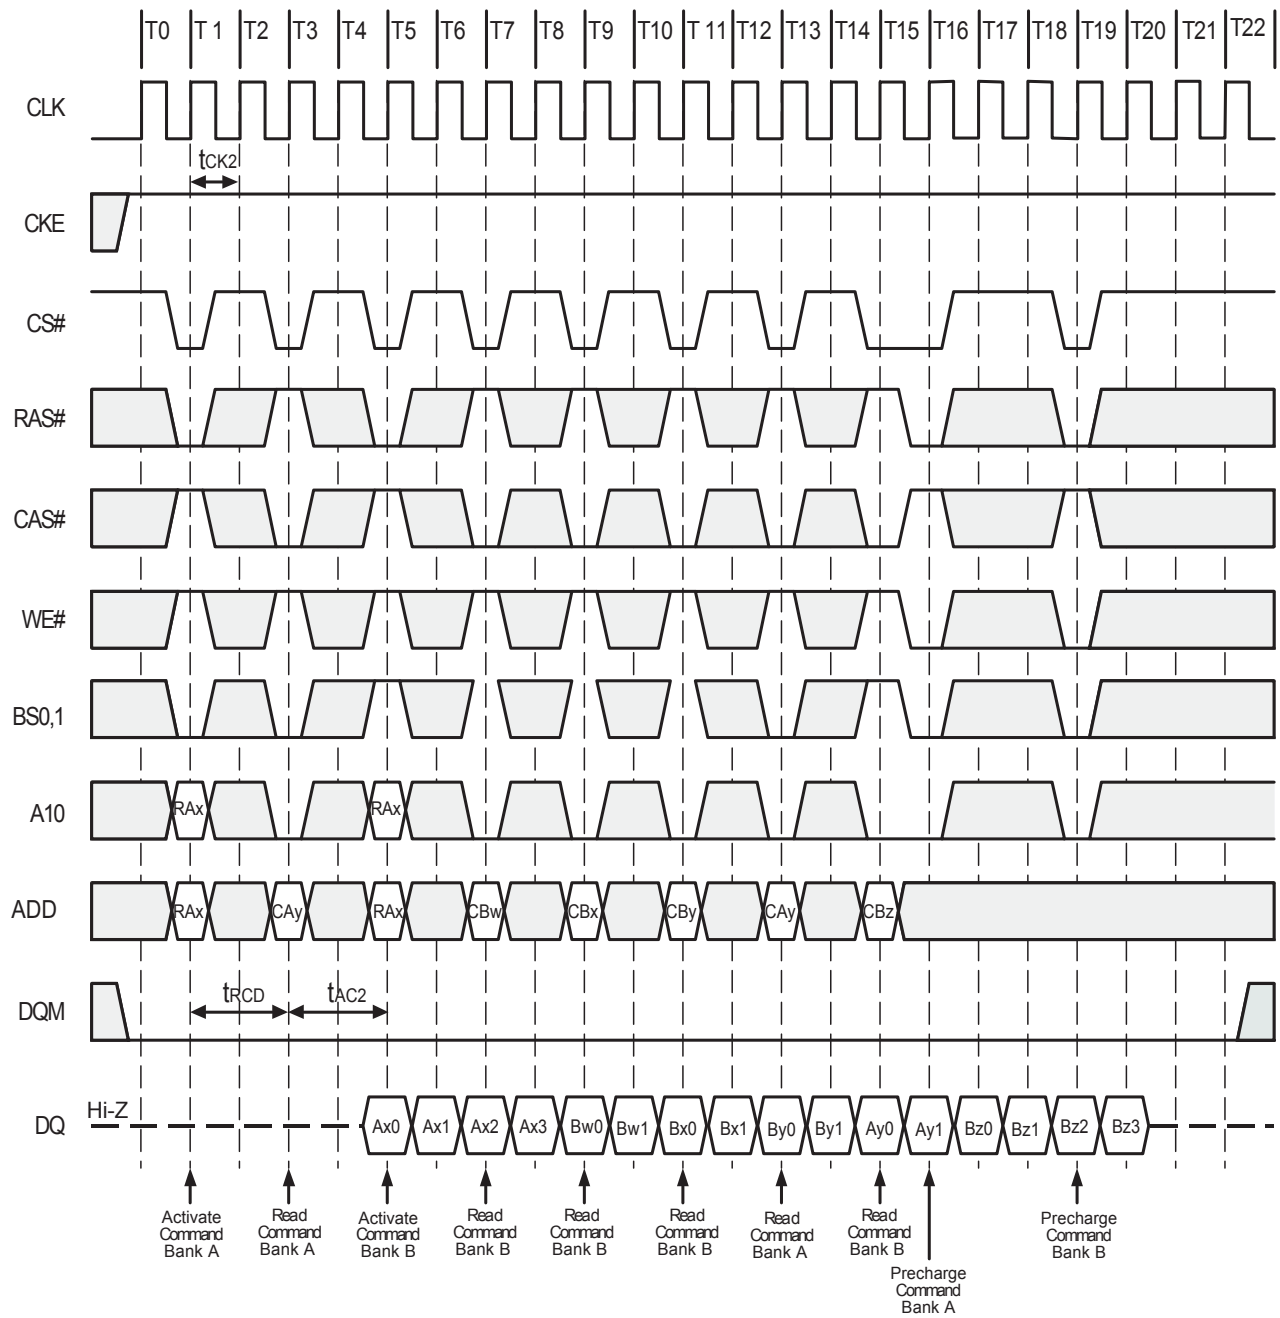 T0 T 1 T2 T3 T4 T5 T6 T7 T8 T9 T10 T 11 T12 T13 T14 T15 T16 T17 T18 T19 T20 T21 T22
CLK
tCK2
CKE
CS#
RAS#
CAS#
WE#
BS0,1
A10 RAx RAx
ADD RAx CAy RAx CBw CBx CBy CAy CBz
DQM tRCD tAC2
Hi-Z
DQ Ax0 Ax1 Ax2 Ax3 Bw0 Bw1 Bx0 Bx1 By0 By1 Ay0 Ay1 Bz0 Bz1 Bz2 Bz3
Activate
Command
Bank A
Read
Command
Bank A
Activate
Command
Bank B
Read
Command
Bank B
Read
Command
Bank B
Read
Command
Bank B
Read
Command
Bank A
Read
Command
Bank B
Precharge
Command
Bank A
Precharge
Command
Bank B